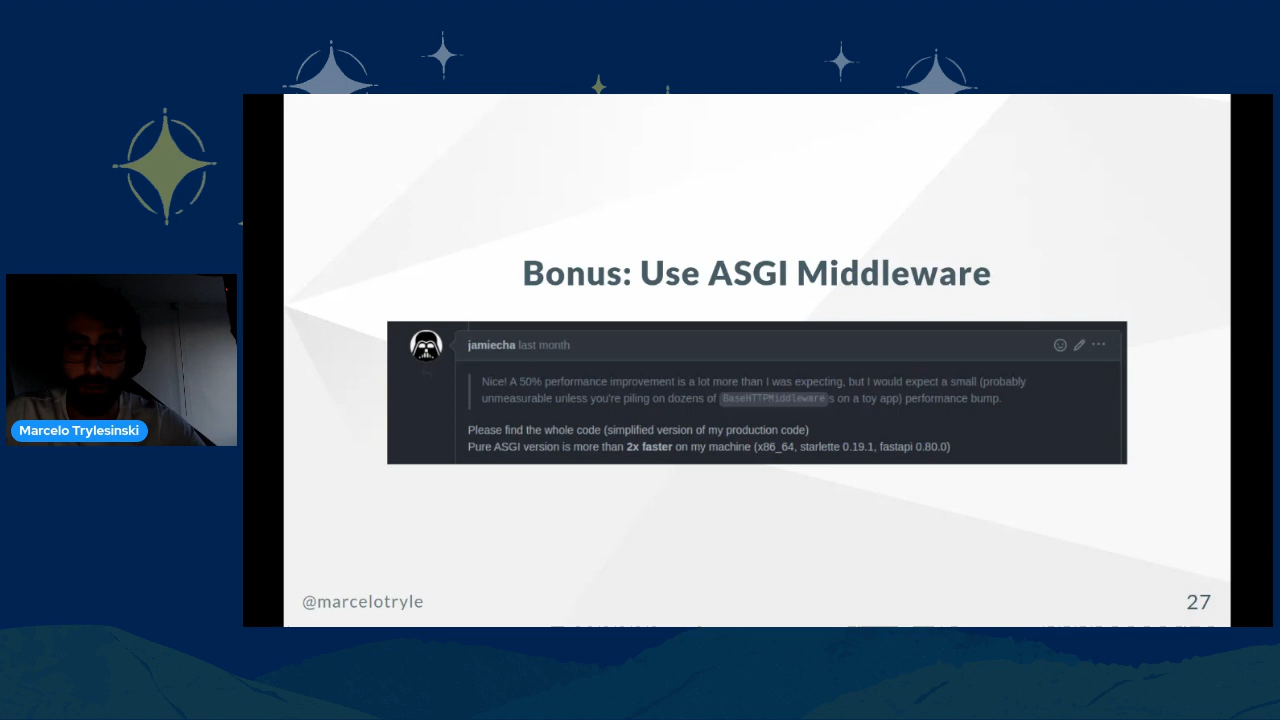 Bonus: Use ASGI Middleware
jamiecha last month
Nice! A 50% performance improvement is a lot more than I was expecting, but I would expect a small (probably
unmeasurable unless you're piling on dozens of BaseHTTPMiddleware s on a toy app) performance bump.
Please find the whole code (simplified version of my production code)
Pure ASGI version is more than 2x faster on my machine (x86_64, starlette 0.19.1, fastapi 0.80.0)
Marcelo Trylesinski
@marcelotryle
27